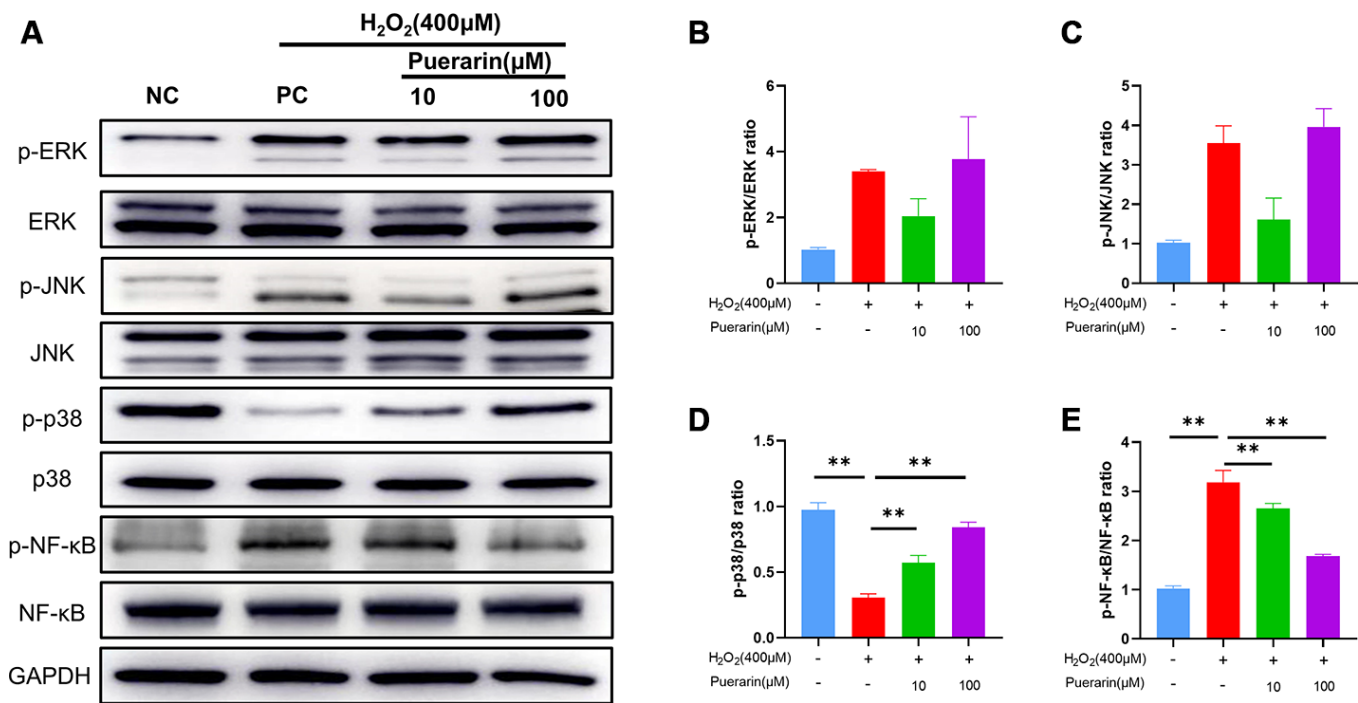 A
H₂O₂(400μM)
Puerarin(μM)
NC PC 10 100
p-ERK
ERK
p-JNK
JNK
p-p38
p38
p-NF-κB
NF-κB
GAPDH
B
p-ERK/ERK ratio
6
4
2
0
H₂O₂(400μM) - + + +
Puerarin(μM) - - 10 100
C
p-JNK/JNK ratio
5
4
3
2
1
0
H₂O₂(400μM) - + + +
Puerarin(μM) - - 10 100
D
p-p38/p38 ratio
1.5
1.0
0.5
0.0
** **
**
H₂O₂(400μM) - + + +
Puerarin(μM) - - 10 100
E
p-NF-κB/NF-κB ratio
4
3
2
1
0
** **
**
H₂O₂(400μM) - + + +
Puerarin(μM) - - 10 100